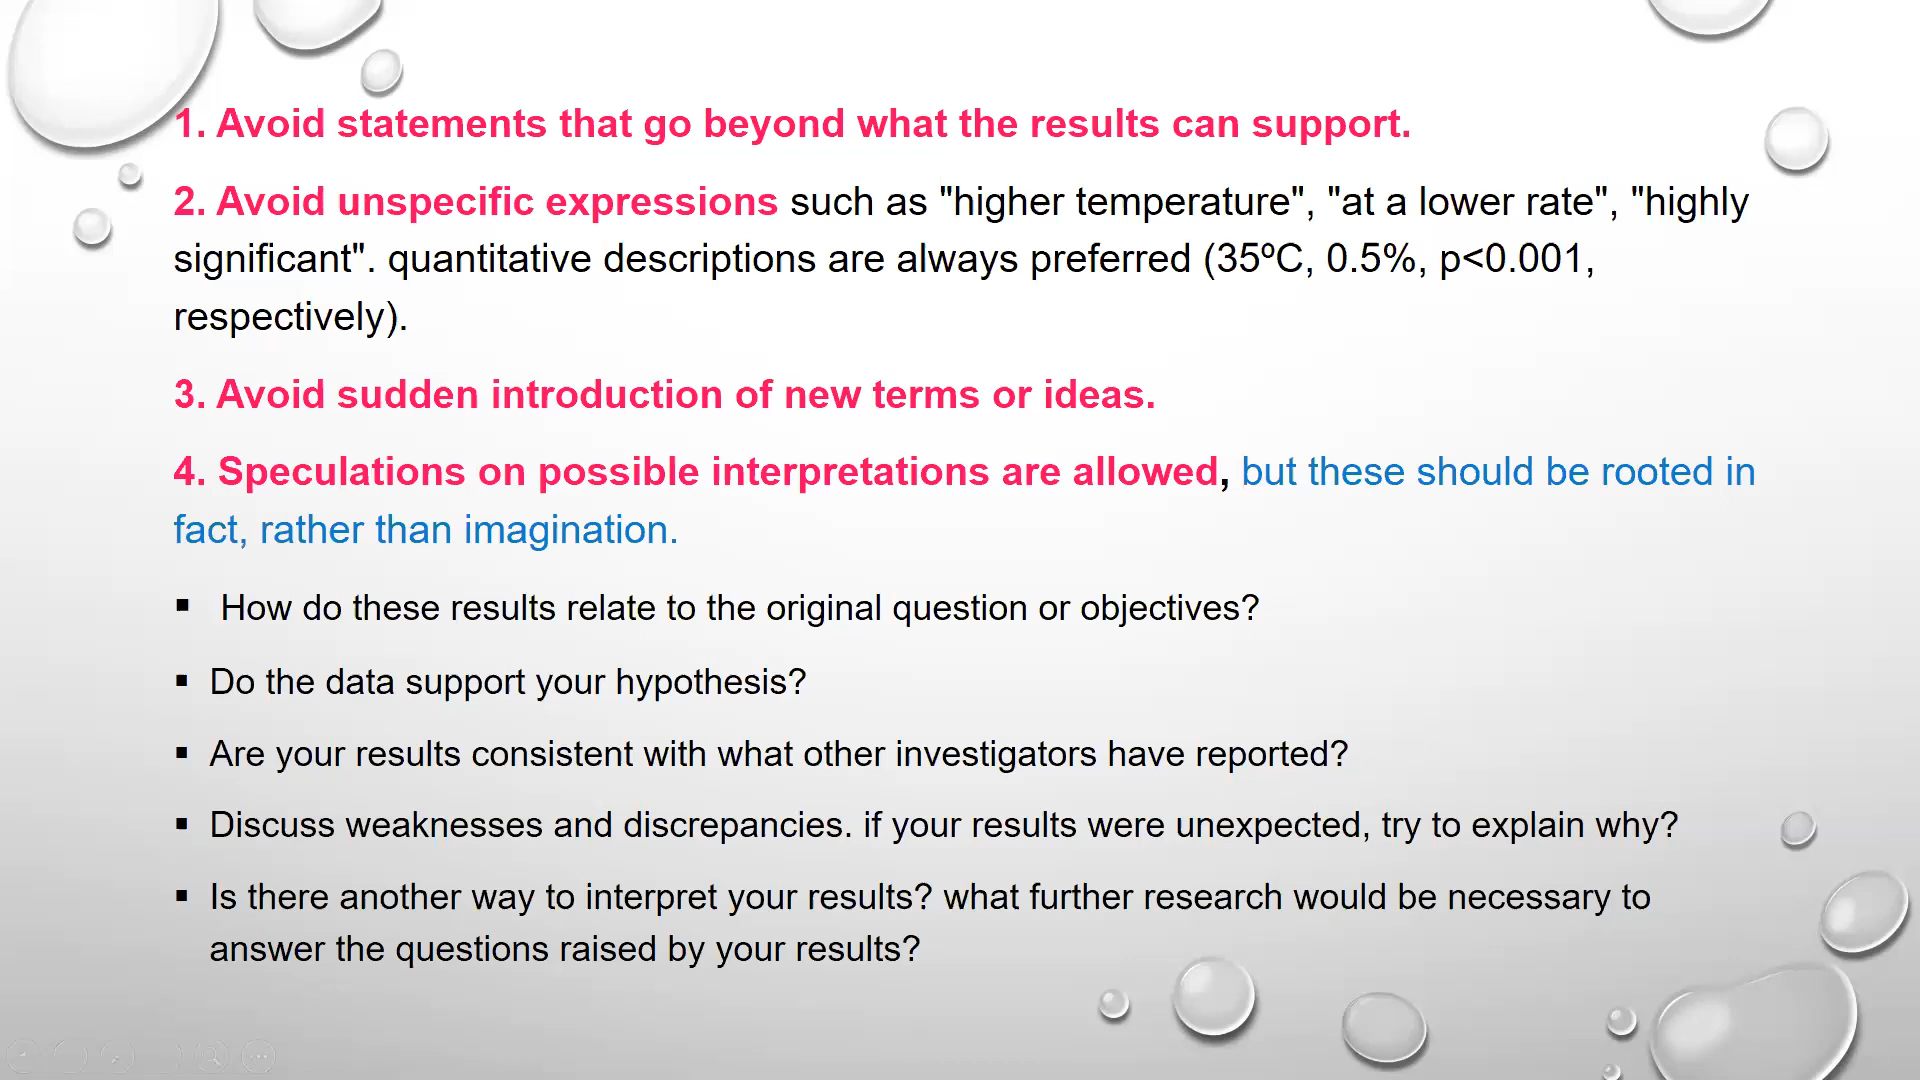 1. Avoid statements that go beyond what the results can support.
2. Avoid unspecific expressions such as "higher temperature", "at a lower rate", "highly
significant". quantitative descriptions are always preferred (35ºC, 0.5%, p<0.001,
respectively).
3. Avoid sudden introduction of new terms or ideas.
4. Speculations on possible interpretations are allowed, but these should be rooted in
fact, rather than imagination.
▪ How do these results relate to the original question or objectives?
▪ Do the data support your hypothesis?
▪ Are your results consistent with what other investigators have reported?
▪ Discuss weaknesses and discrepancies. if your results were unexpected, try to explain why?
▪ Is there another way to interpret your results? what further research would be necessary to
answer the questions raised by your results?